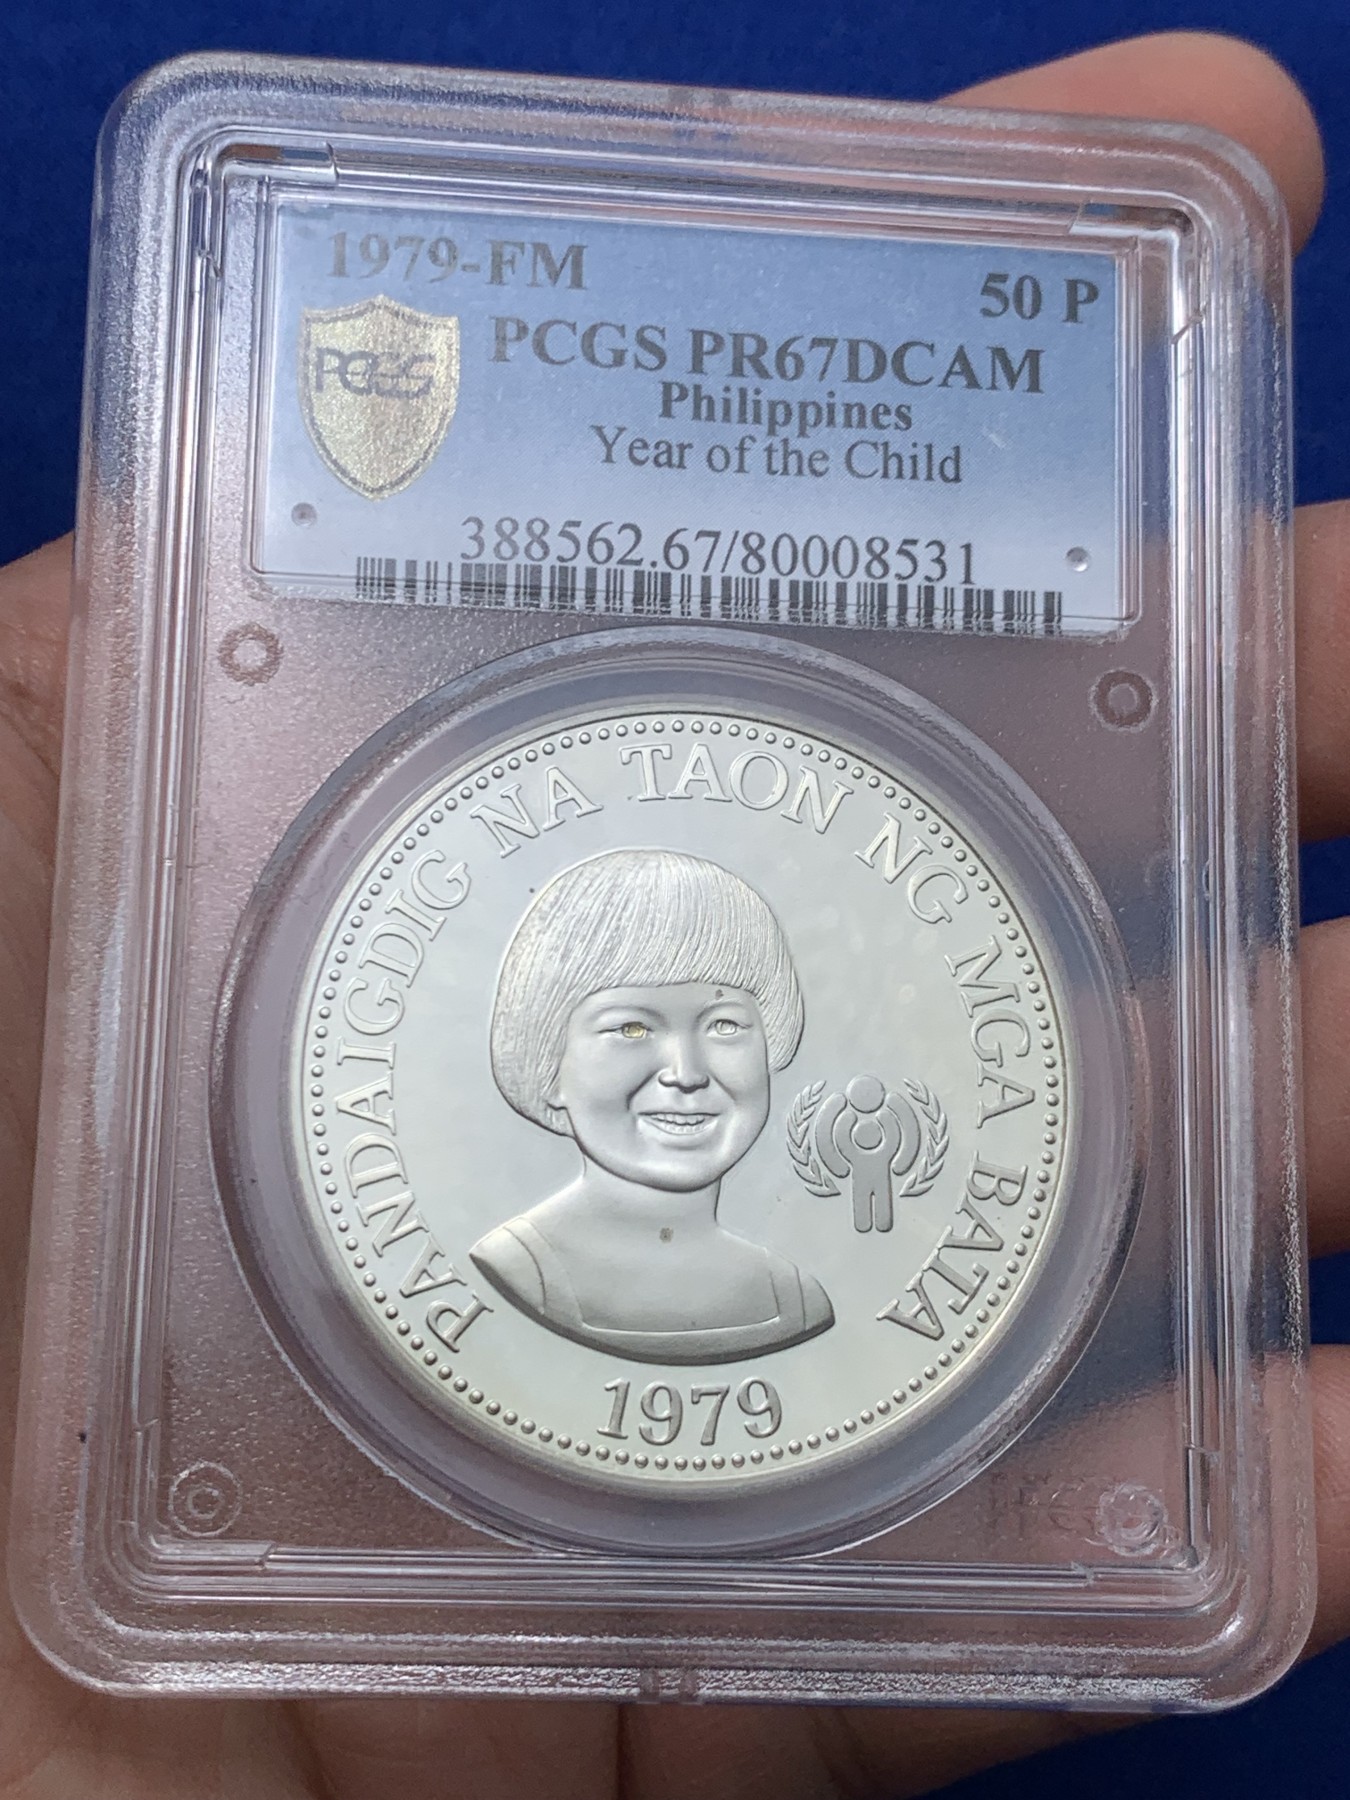 1979-FM
50 P
PCGS
PCGS PR67DCAM
Philippines
Year of the Child
388562.67/80008531
PANDAIGDIG NA TAON NG MGA BATA
1979